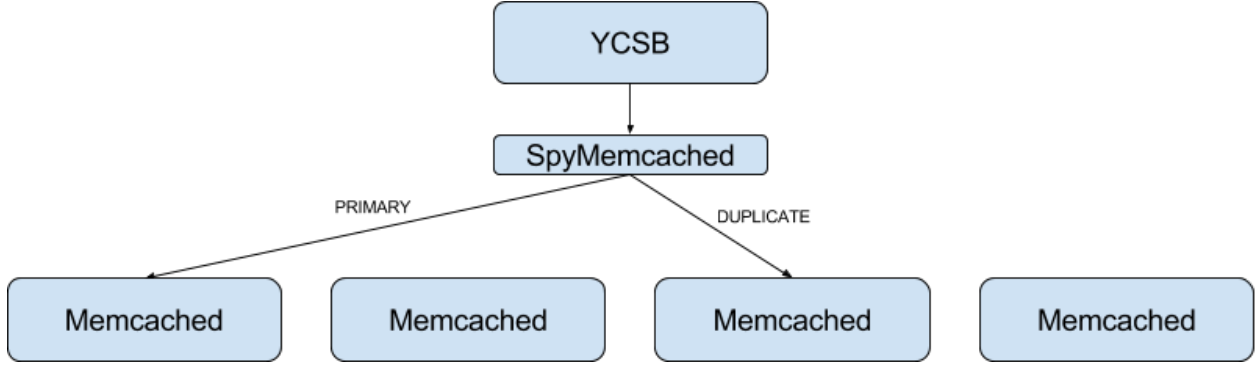 YCSB
SpyMemcached
PRIMARY
DUPLICATE
Memcached
Memcached
Memcached
Memcached